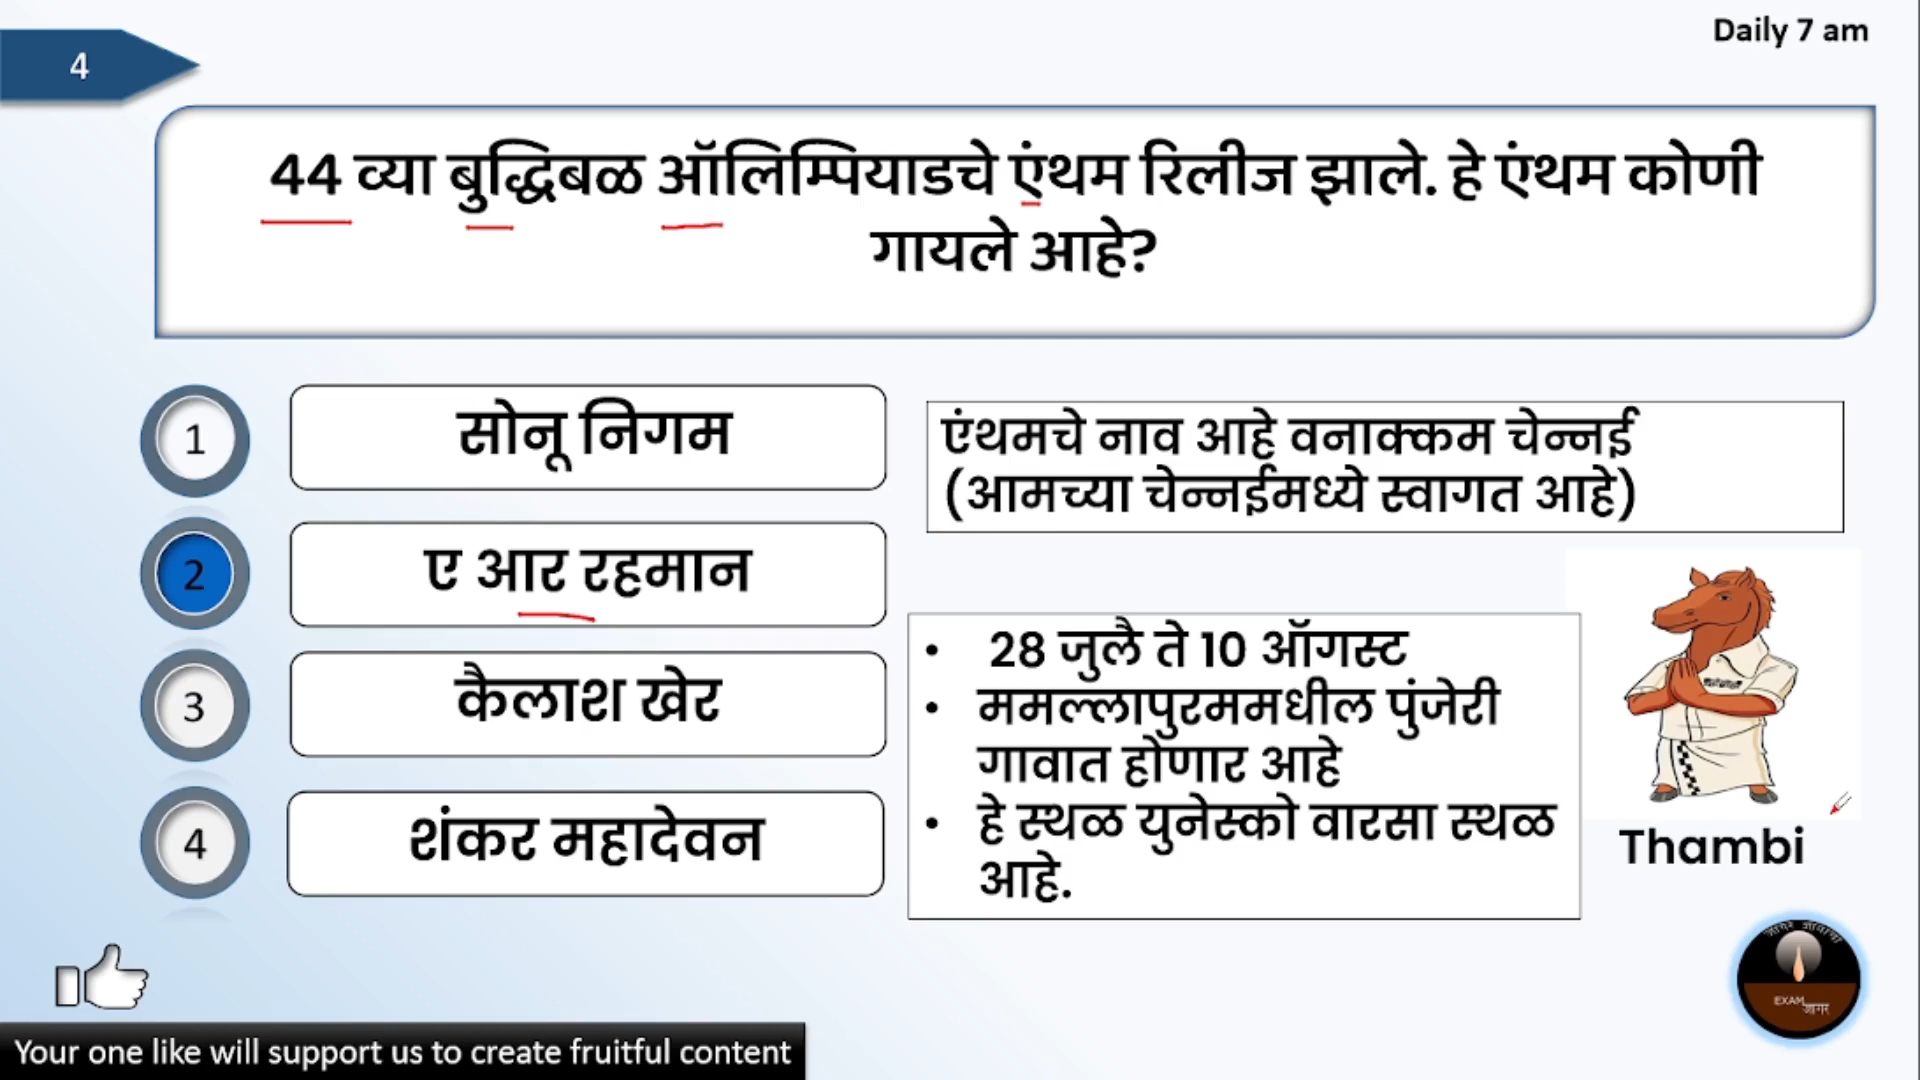 4
Daily 7 am
44 व्या बुद्धिबळ ऑलिम्पियाडचे एंथम रिलीज झाले. हे एंथम कोणी
गायले आहे?
1
सोनू निगम
2
ए आर रहमान
3
कैलाश खेर
4
शंकर महादेवन
एंथमचे नाव आहे वनाक्कम चेन्नई
(आमच्या चेन्नईमध्ये स्वागत आहे)
• 28 जुलै ते 10 ऑगस्ट
• ममल्लापुरममधील पुंजेरी
गावात होणार आहे
• हे स्थळ युनेस्को वारसा स्थळ
आहे.
Thambi
EXAM
जागर
Your one like will support us to create fruitful content